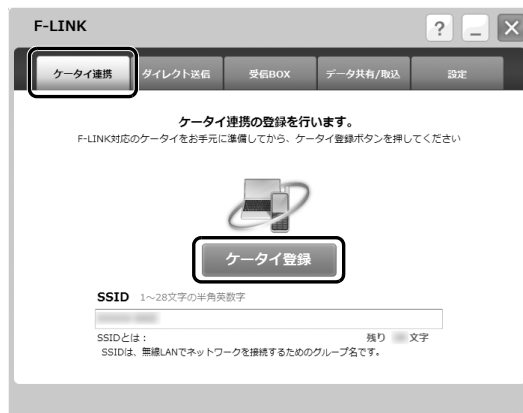 F-LINK
? _ X
ケータイ連携 ダイレクト送信 受信BOX データ共有/取込 設定
ケータイ連携の登録を行います。
F-LINK対応のケータイをお手元に準備してから、ケータイ登録ボタンを押してください
ケータイ登録
SSID 1～28文字の半角英数字
SSIDとは： 残り 文字
SSIDは、無線LANでネットワークを接続するためのグループ名です。